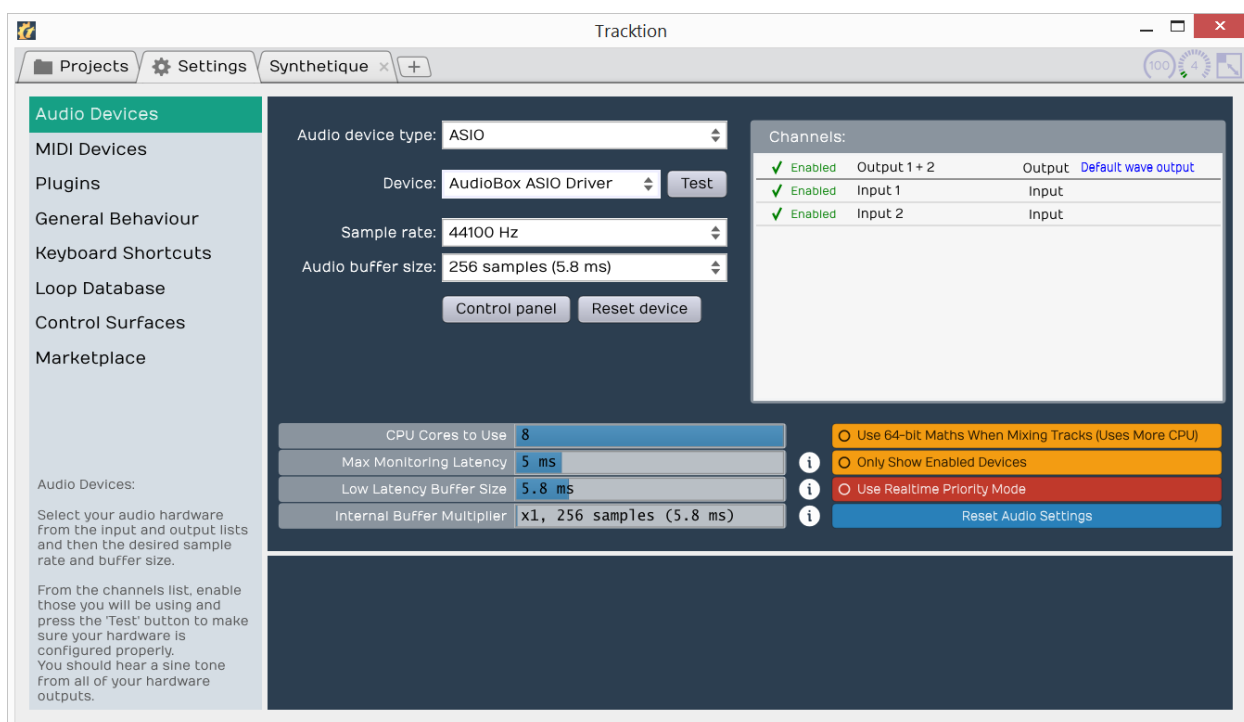 Tracktion
Projects
Settings
Synthetique
100
4
Audio Devices
MIDI Devices
Plugins
General Behaviour
Keyboard Shortcuts
Loop Database
Control Surfaces
Marketplace
Audio Devices:
Select your audio hardware
from the input and output lists
and then the desired sample
rate and buffer size.
From the channels list, enable
those you will be using and
press the 'Test' button to make
sure your hardware is
configured properly.
You should hear a sine tone
from all of your hardware
outputs.
Audio device type: ASIO
Device: AudioBox ASIO Driver Test
Sample rate: 44100 Hz
Audio buffer size: 256 samples (5.8 ms)
Control panel Reset device
Channels:
Enabled Output 1 + 2 Output Default wave output
Enabled Input 1 Input
Enabled Input 2 Input
CPU Cores to Use 8
Max Monitoring Latency 5 ms
Low Latency Buffer Size 5.8 ms
Internal Buffer Multiplier x1, 256 samples (5.8 ms)
Use 64-bit Maths When Mixing Tracks (Uses More CPU)
Only Show Enabled Devices
Use Realtime Priority Mode
Reset Audio Settings